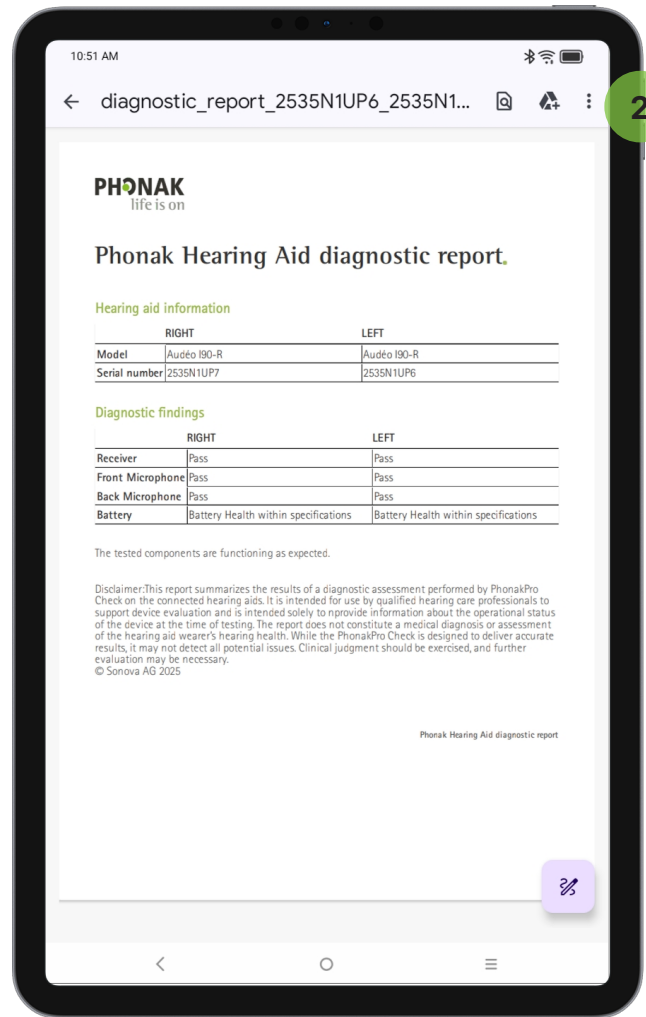 10:51 AM
diagnostic_report_2535N1UP6_2535N1...
2
PHONAK
life is on
Phonak Hearing Aid diagnostic report.
Hearing aid information
RIGHT LEFT
Model Audéo I90-R Audéo I90-R
Serial number 2535N1UP7 2535N1UP6
Diagnostic findings
RIGHT LEFT
Receiver Pass Pass
Front Microphone Pass Pass
Back Microphone Pass Pass
Battery Battery Health within specifications Battery Health within specifications
The tested components are functioning as expected.
Disclaimer:This report summarizes the results of a diagnostic assessment performed by PhonakPro
Check on the connected hearing aids. It is intended for use by qualified hearing care professionals to
support device evaluation and is intended solely to nprovide information about the operational status
of the device at the time of testing. The report does not constitute a medical diagnosis or assessment
of the hearing aid wearer's hearing health. While the PhonakPro Check is designed to deliver accurate
results, it may not detect all potential issues. Clinical judgment should be exercised, and further
evaluation may be necessary.
© Sonova AG 2025
Phonak Hearing Aid diagnostic report